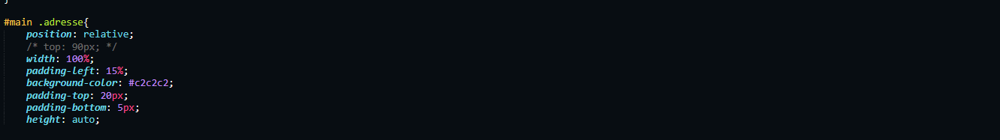 }
#main .adresse{
position: relative;
/* top: 90px; */
width: 100%;
padding-left: 15%;
background-color: #c2c2c2;
padding-top: 20px;
padding-bottom: 5px;
height: auto;